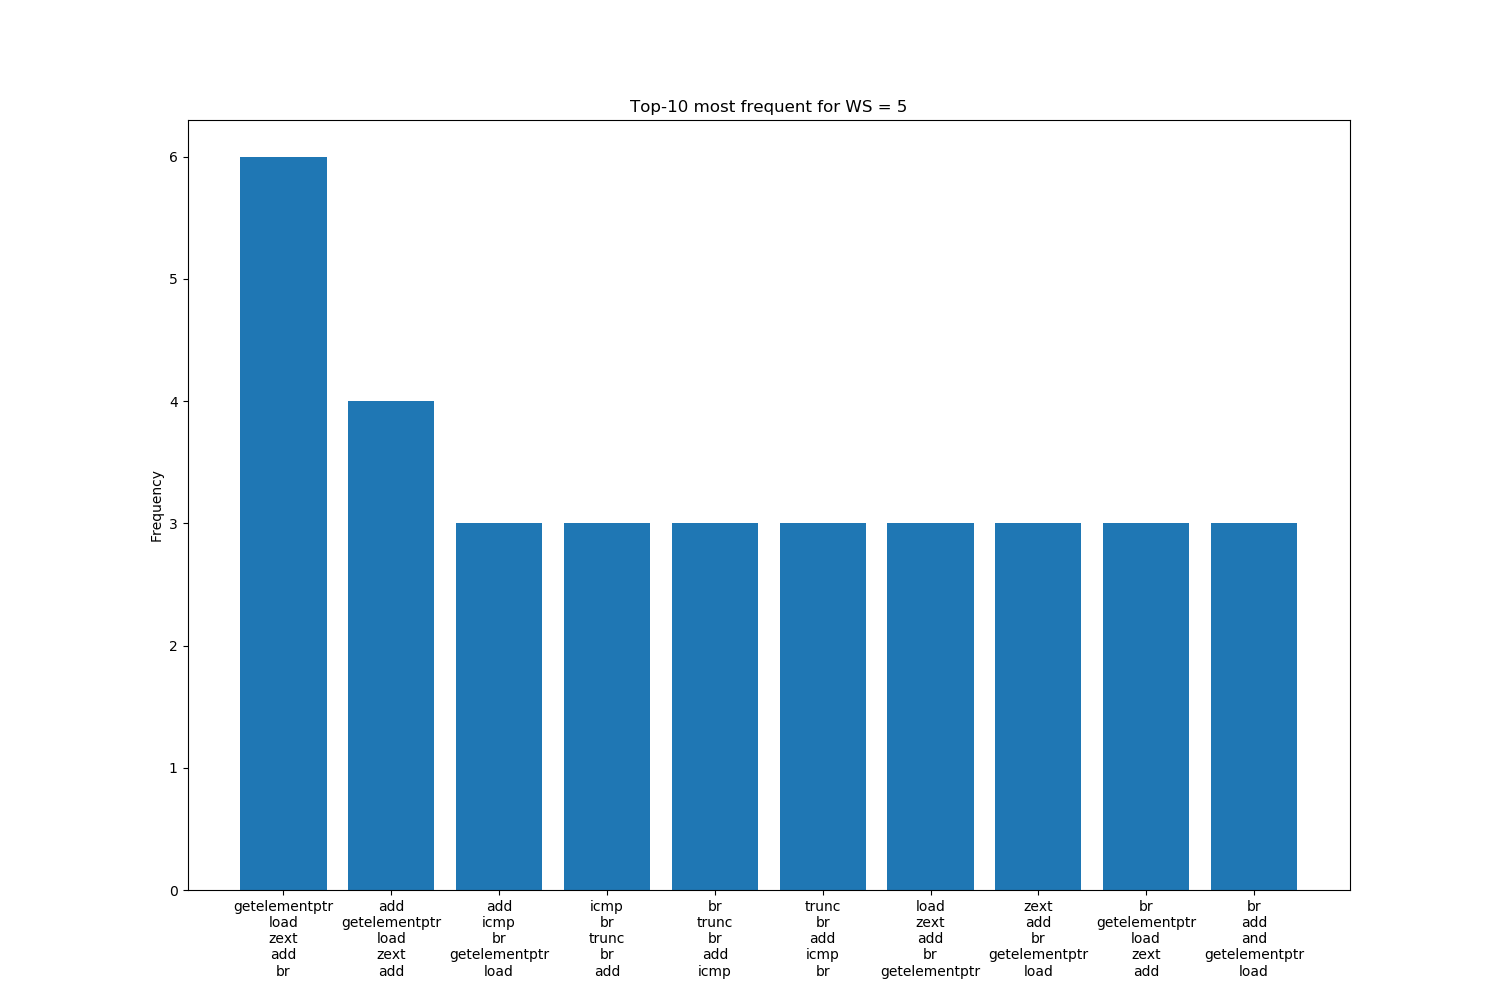 Top-10 most frequent for WS = 5
Frequency
6
5
4
3
2
1
0
getelementptr
load
zext
add
br
add
getelementptr
load
zext
add
add
icmp
br
getelementptr
load
icmp
br
trunc
br
add
br
trunc
br
add
icmp
trunc
br
add
icmp
br
load
zext
add
br
getelementptr
zext
add
br
getelementptr
load
br
getelementptr
load
zext
add
br
add
and
getelementptr
load